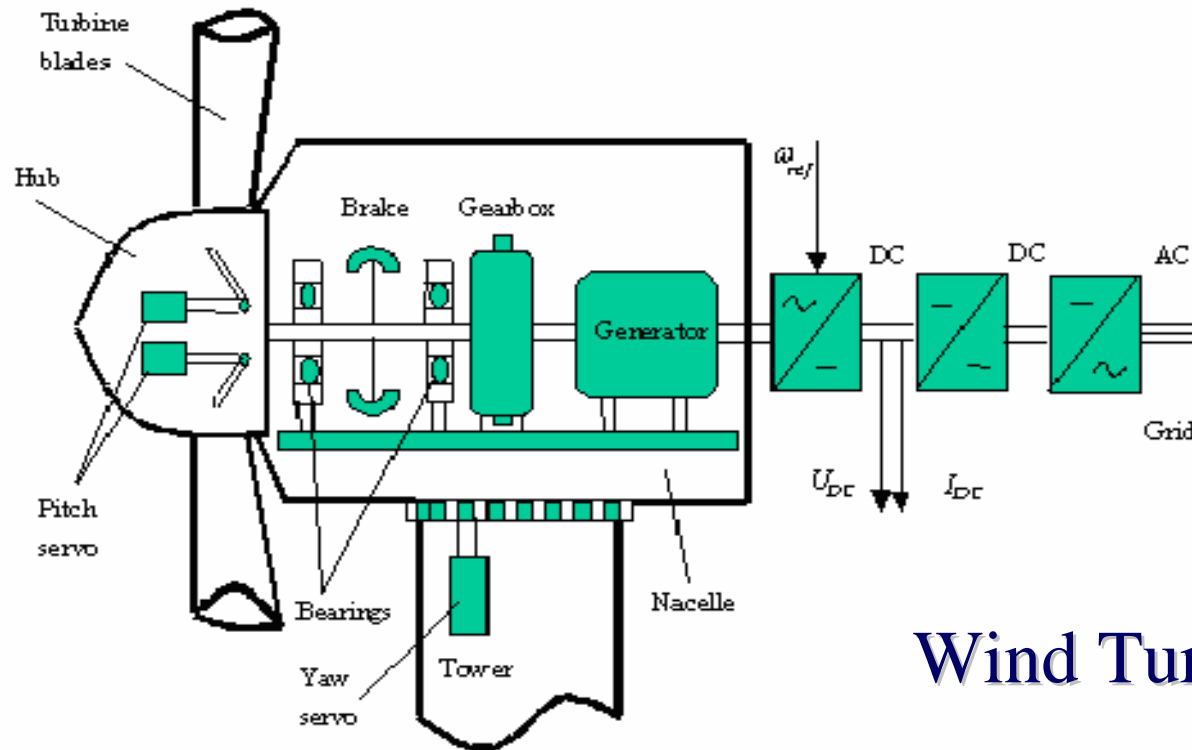 Turbine
blades
Hub
Brake
Gearbox
ω_ref
DC
DC
AC
Generator
Grid
U_DC
I_DC
Pitch
servo
Bearings
Nacelle
Yaw
servo
Tower
Wind Tur